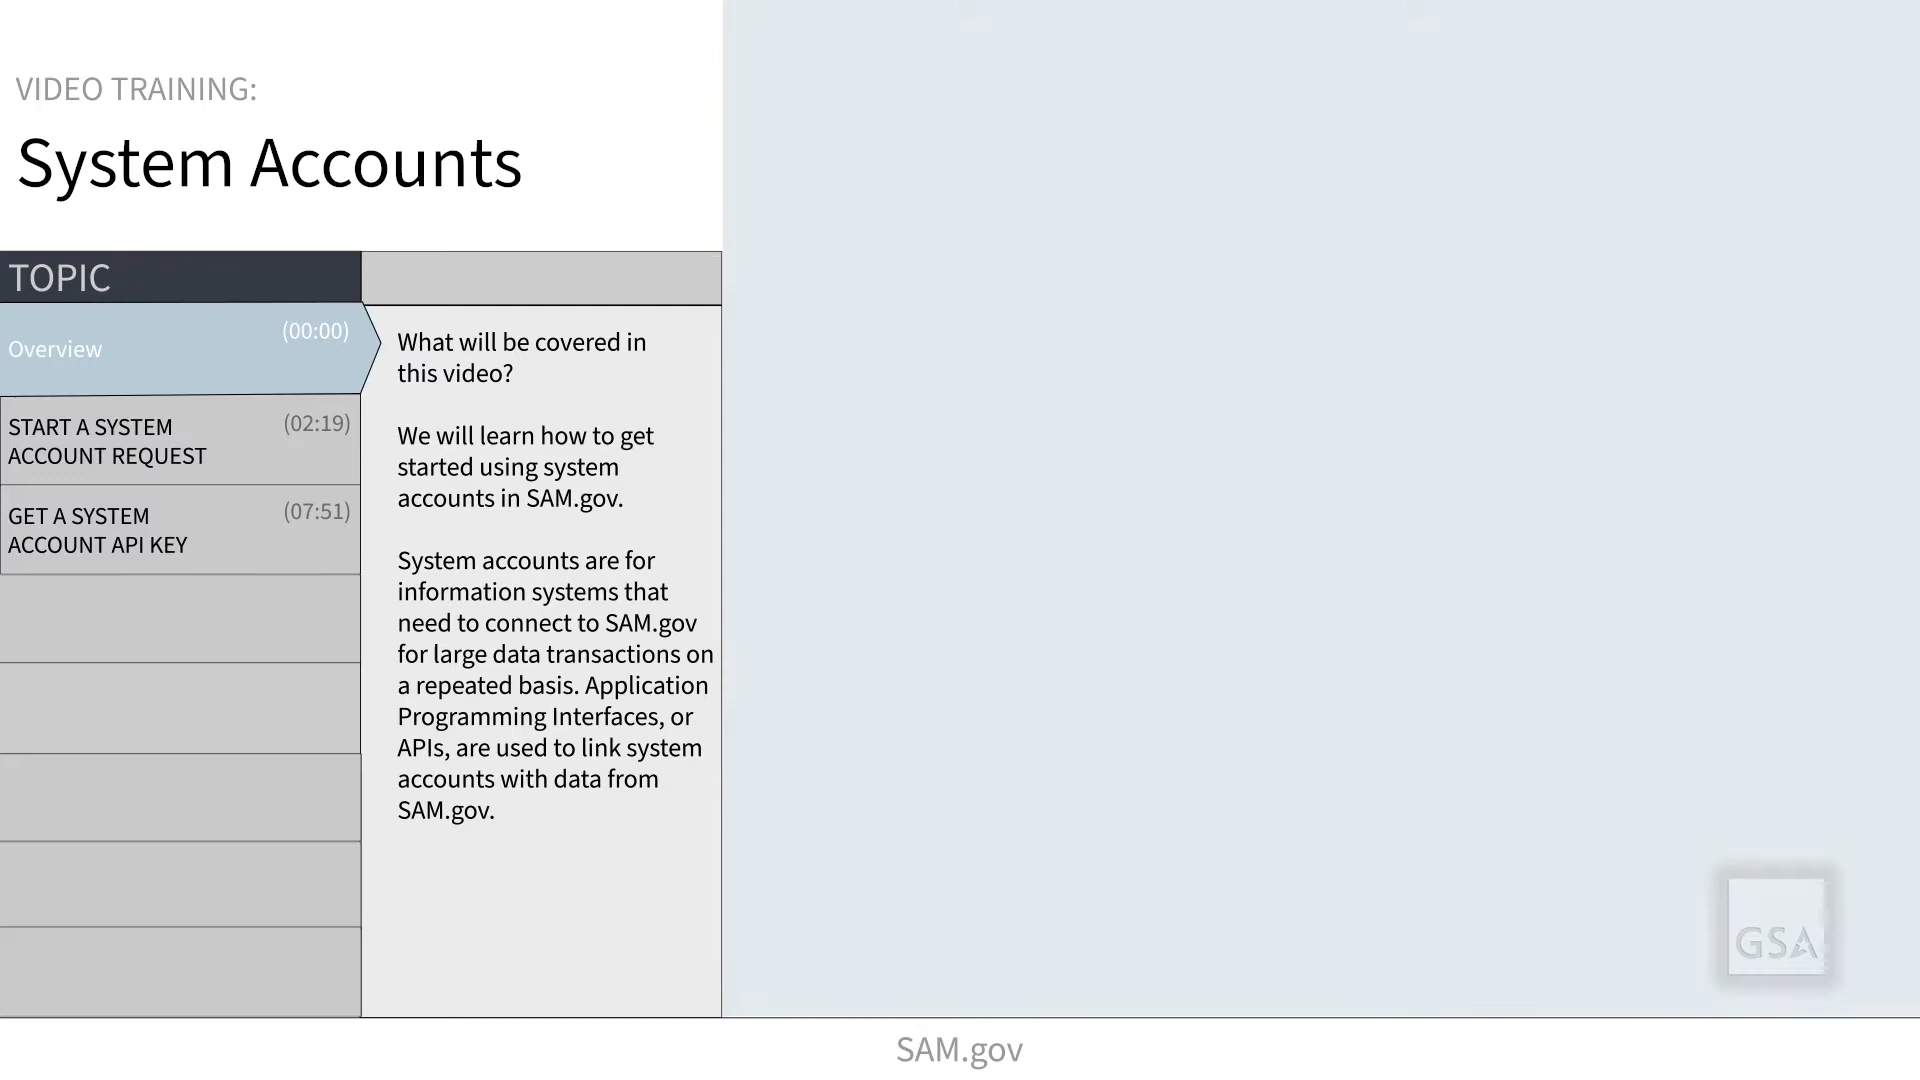 VIDEO TRAINING:
System Accounts
TOPIC
Overview (00:00)
START A SYSTEM (02:19)
ACCOUNT REQUEST
GET A SYSTEM (07:51)
ACCOUNT API KEY
What will be covered in
this video?
We will learn how to get
started using system
accounts in SAM.gov.
System accounts are for
information systems that
need to connect to SAM.gov
for large data transactions on
a repeated basis. Application
Programming Interfaces, or
APIs, are used to link system
accounts with data from
SAM.gov.
GSA
SAM.gov